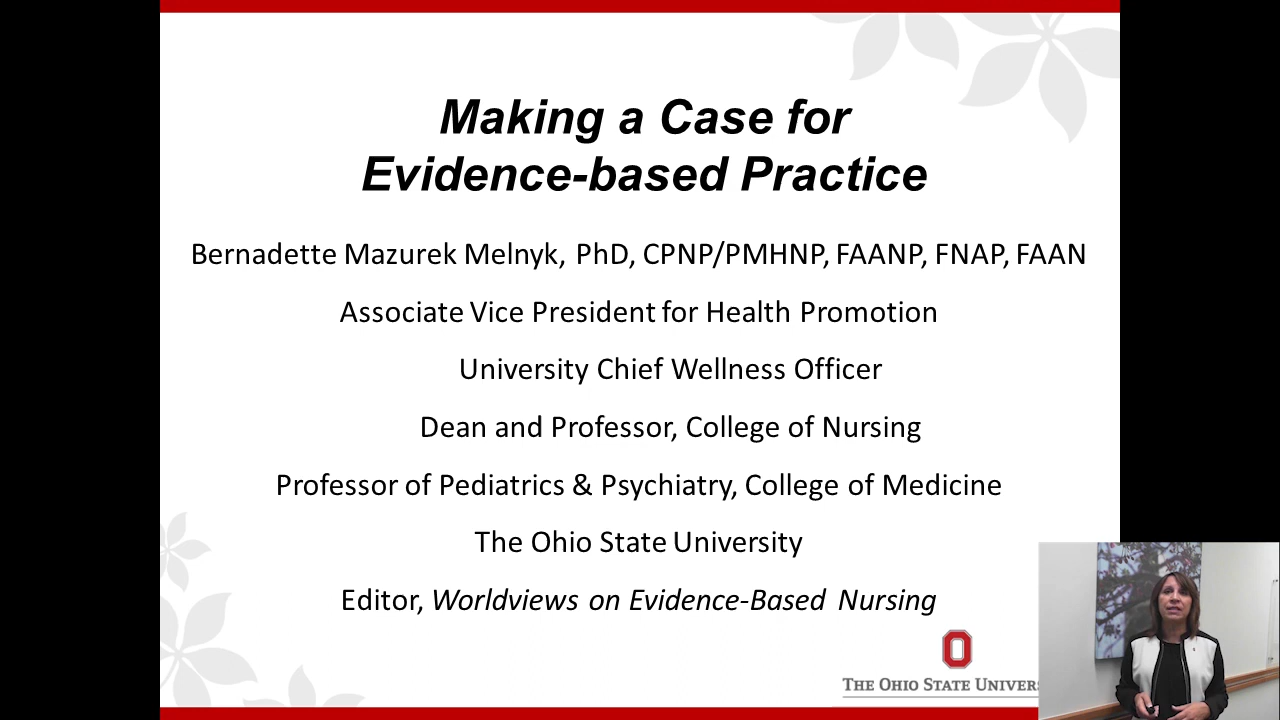 Making a Case for
Evidence-based Practice
Bernadette Mazurek Melnyk, PhD, CPNP/PMHNP, FAANP, FNAP, FAAN
Associate Vice President for Health Promotion
University Chief Wellness Officer
Dean and Professor, College of Nursing
Professor of Pediatrics & Psychiatry, College of Medicine
The Ohio State University
Editor, Worldviews on Evidence-Based Nursing
THE OHIO STATE